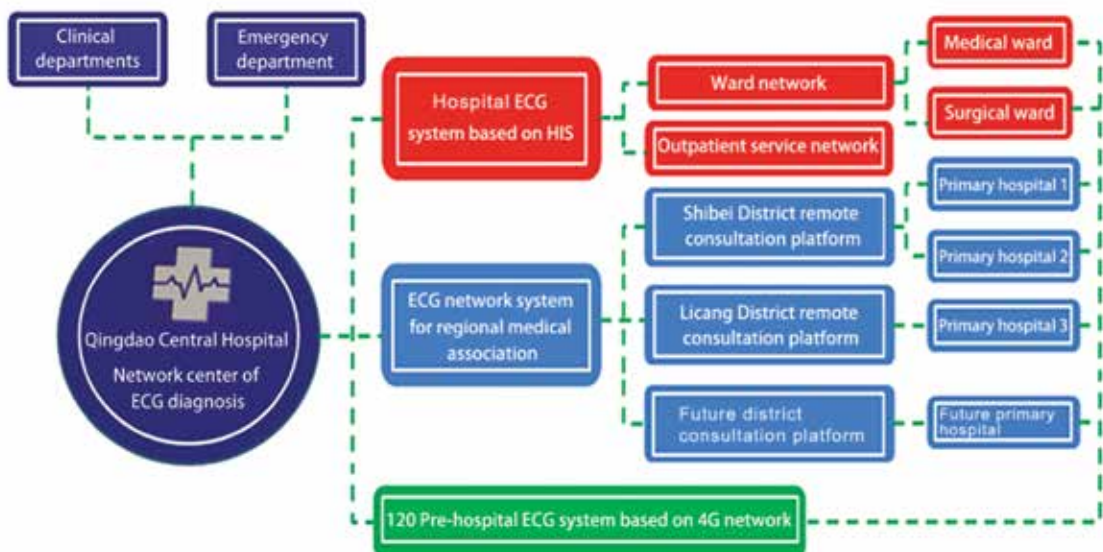 Clinical
departments
Emergency
department
Qingdao Central Hospital
Network center of
ECG diagnosis
Hospital ECG
system based on HIS
Ward network
Outpatient service network
Medical ward
Surgical ward
ECG network system
for regional medical
association
Shibei District remote
consultation platform
Primary hospital 1
Primary hospital 2
Licang District remote
consultation platform
Primary hospital 3
Future district
consultation platform
Future primary
hospital
120 Pre-hospital ECG system based on 4G network